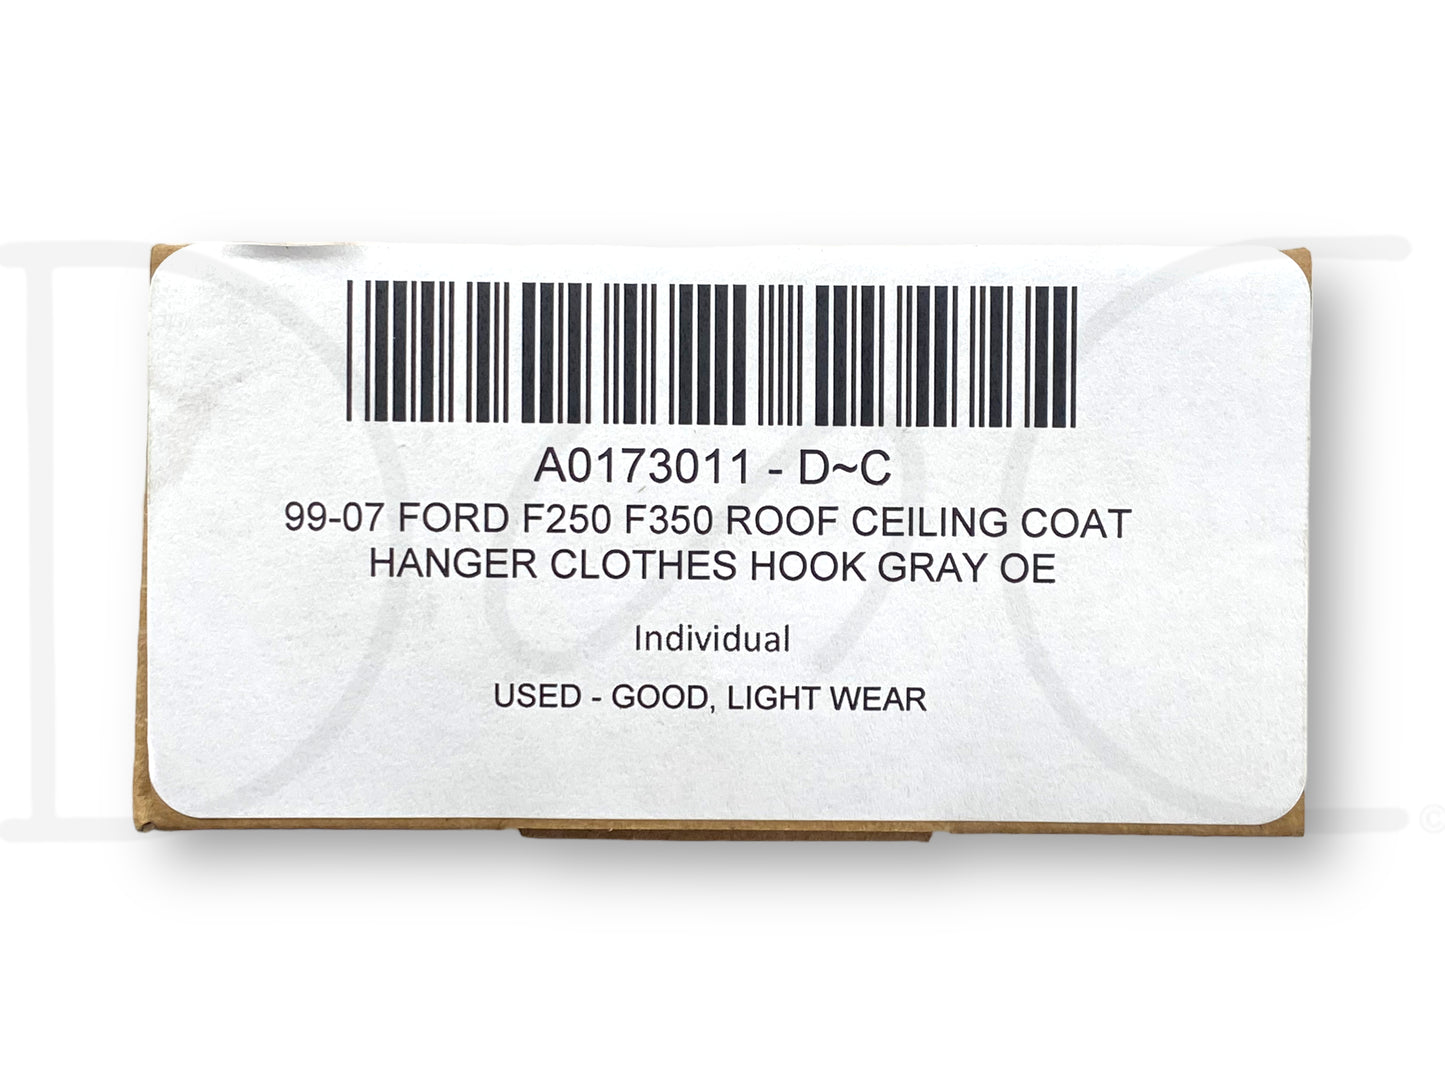 A0173011 - D~C
99-07 FORD F250 F350 ROOF CEILING COAT
HANGER CLOTHES HOOK GRAY OE
Individual
USED - GOOD, LIGHT WEAR
©